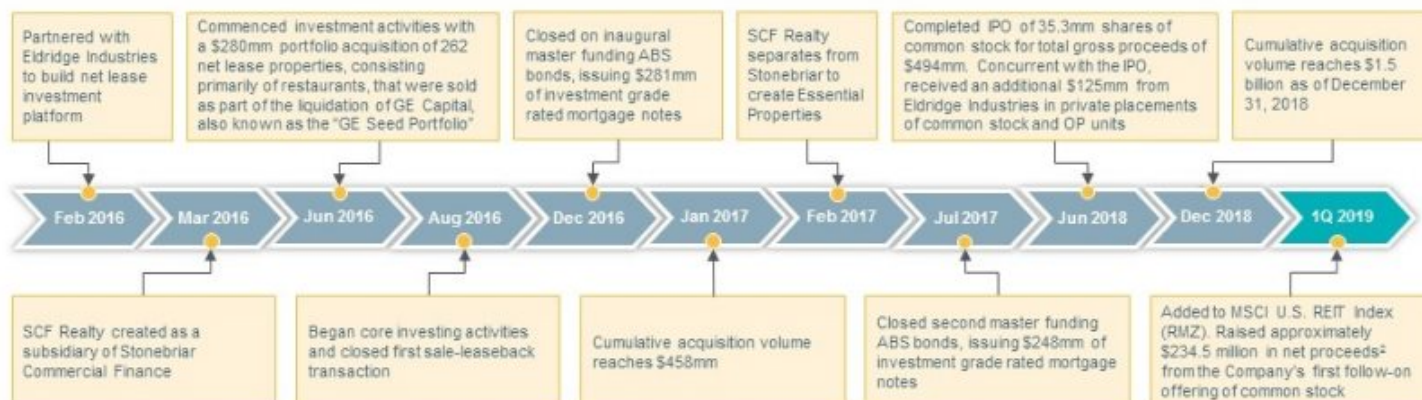 Partnered with
Eldridge Industries
to build net lease
investment
platform
Commenced investment activities with
a $280mm portfolio acquisition of 262
net lease properties, consisting
primarily of restaurants, that were sold
as part of the liquidation of GE Capital,
also known as the "GE Seed Portfolio"
Closed on inaugural
master funding ABS
bonds, issuing $281mm
of investment grade
rated mortgage notes
SCF Realty
separates from
Stonebriar to
create Essential
Properties
Completed IPO of 35.3mm shares of
common stock for total gross proceeds of
$494mm. Concurrent with the IPO,
received an additional $125mm from
Eldridge Industries in private placements
of common stock and OP units
Cumulative acquisition
volume reaches $1.5
billion as of December
31, 2018
Feb 2016
Mar 2016
Jun 2016
Aug 2016
Dec 2016
Jan 2017
Feb 2017
Jul 2017
Jun 2018
Dec 2018
1Q 2019
SCF Realty created as a
subsidiary of Stonebriar
Commercial Finance
Began core investing activities
and closed first sale-leaseback
transaction
Cumulative acquisition volume
reaches $458mm
Closed second master funding
ABS bonds, issuing $248mm of
investment grade rated mortgage
notes
Added to MSCI U.S. REIT Index
(RMZ). Raised approximately
$234.5 million in net proceeds²
from the Company's first follow-on
offering of common stock